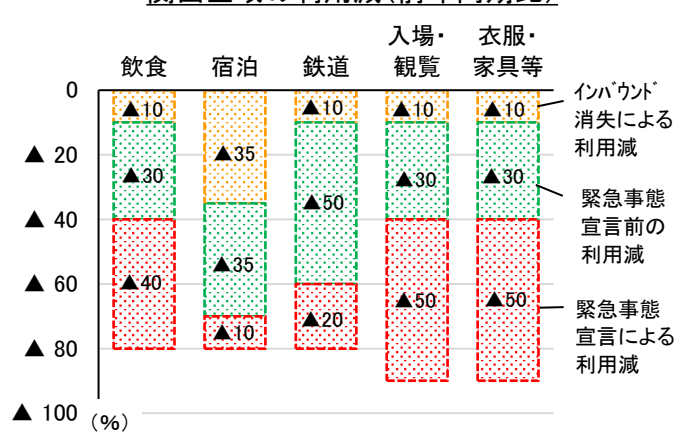 入場・ 衣服・
飲食 宿泊 鉄道 観覧 家具等
0
▲ 20
▲ 40
▲ 60
▲ 80
▲ 100 (%)
▲10 ▲35 ▲10 ▲10 ▲10
▲30 ▲35 ▲50 ▲30 ▲30
▲40 ▲10 ▲20 ▲50 ▲50
インバウンド
消失による
利用減
緊急事態
宣言前の
利用減
緊急事態
宣言による
利用減